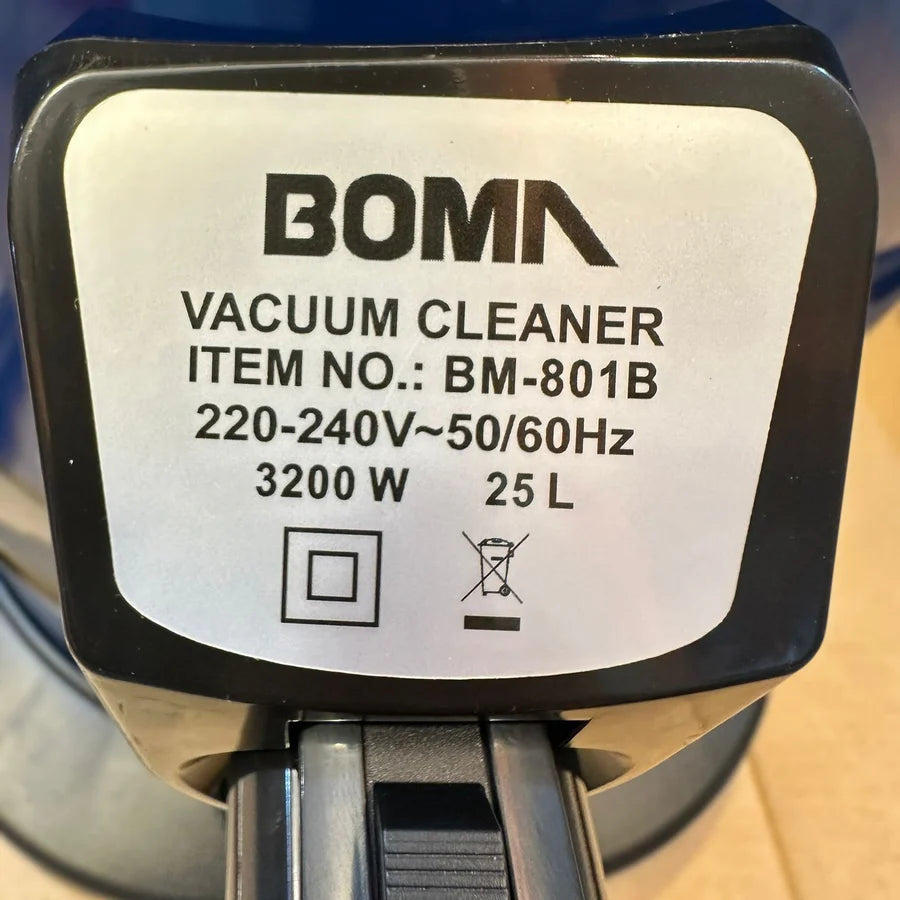 BOMA
VACUUM CLEANER
ITEM NO.: BM-801B
220-240V~50/60Hz
3200 W 25 L